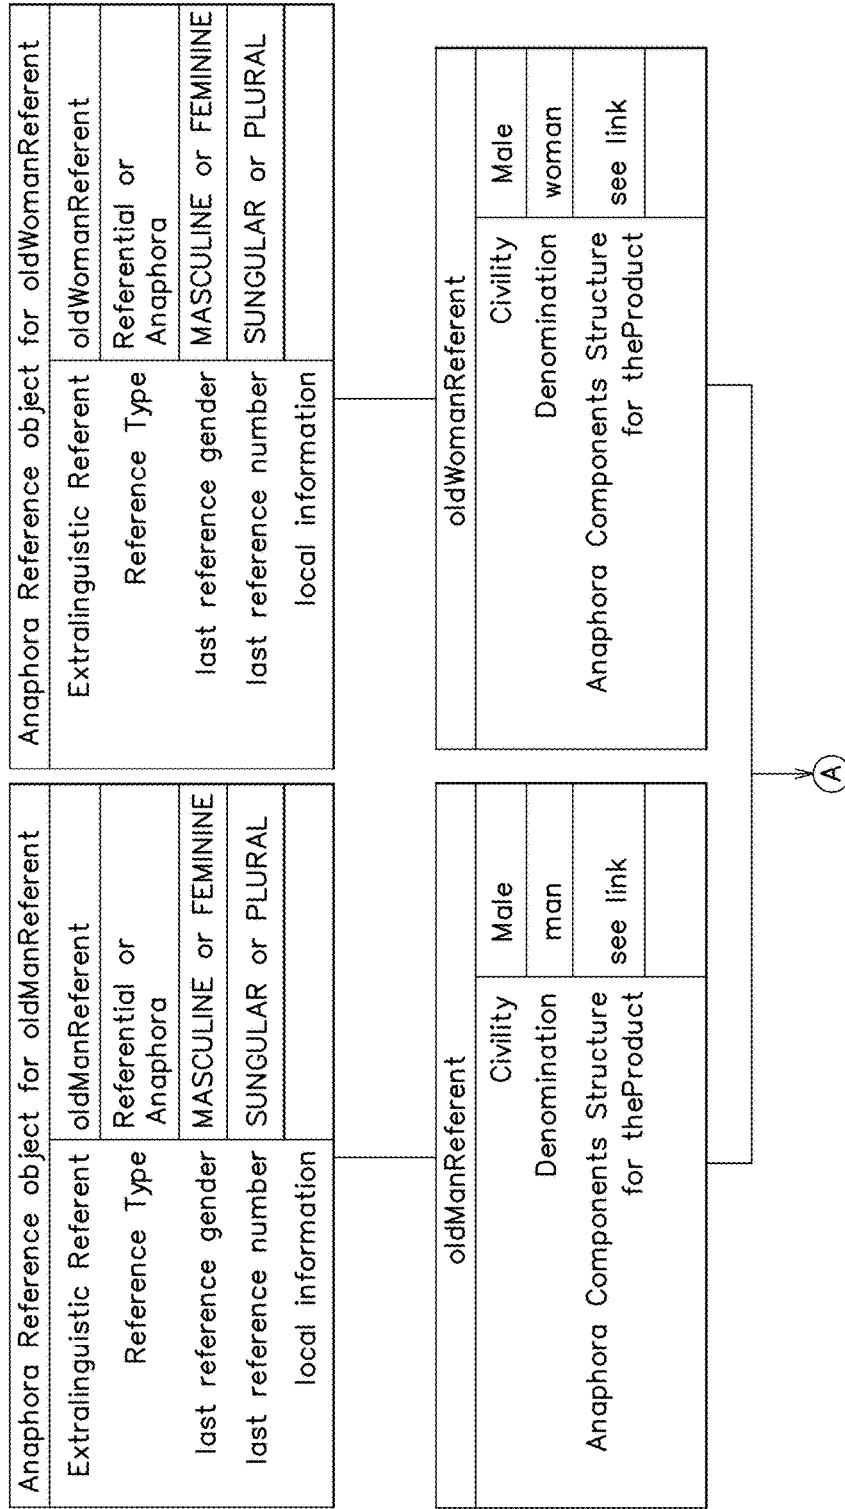 Anaphora Reference object for oldManReferent
Extralinguistic Referent oldManReferent
Reference Type Referential or
Anaphora
last reference gender MASCULINE or FEMININE
last reference number SUNGULAR or PLURAL
local information
Anaphora Reference object for oldWomanReferent
Extralinguistic Referent oldWomanReferent
Reference Type Referential or
Anaphora
last reference gender MASCULINE or FEMININE
last reference number SUNGULAR or PLURAL
local information
oldManReferent
Civility Male
Denomination man
Anaphora Components Structure see link
for theProduct
oldWomanReferent
Civility Male
Denomination woman
Anaphora Components Structure see link
for theProduct
A